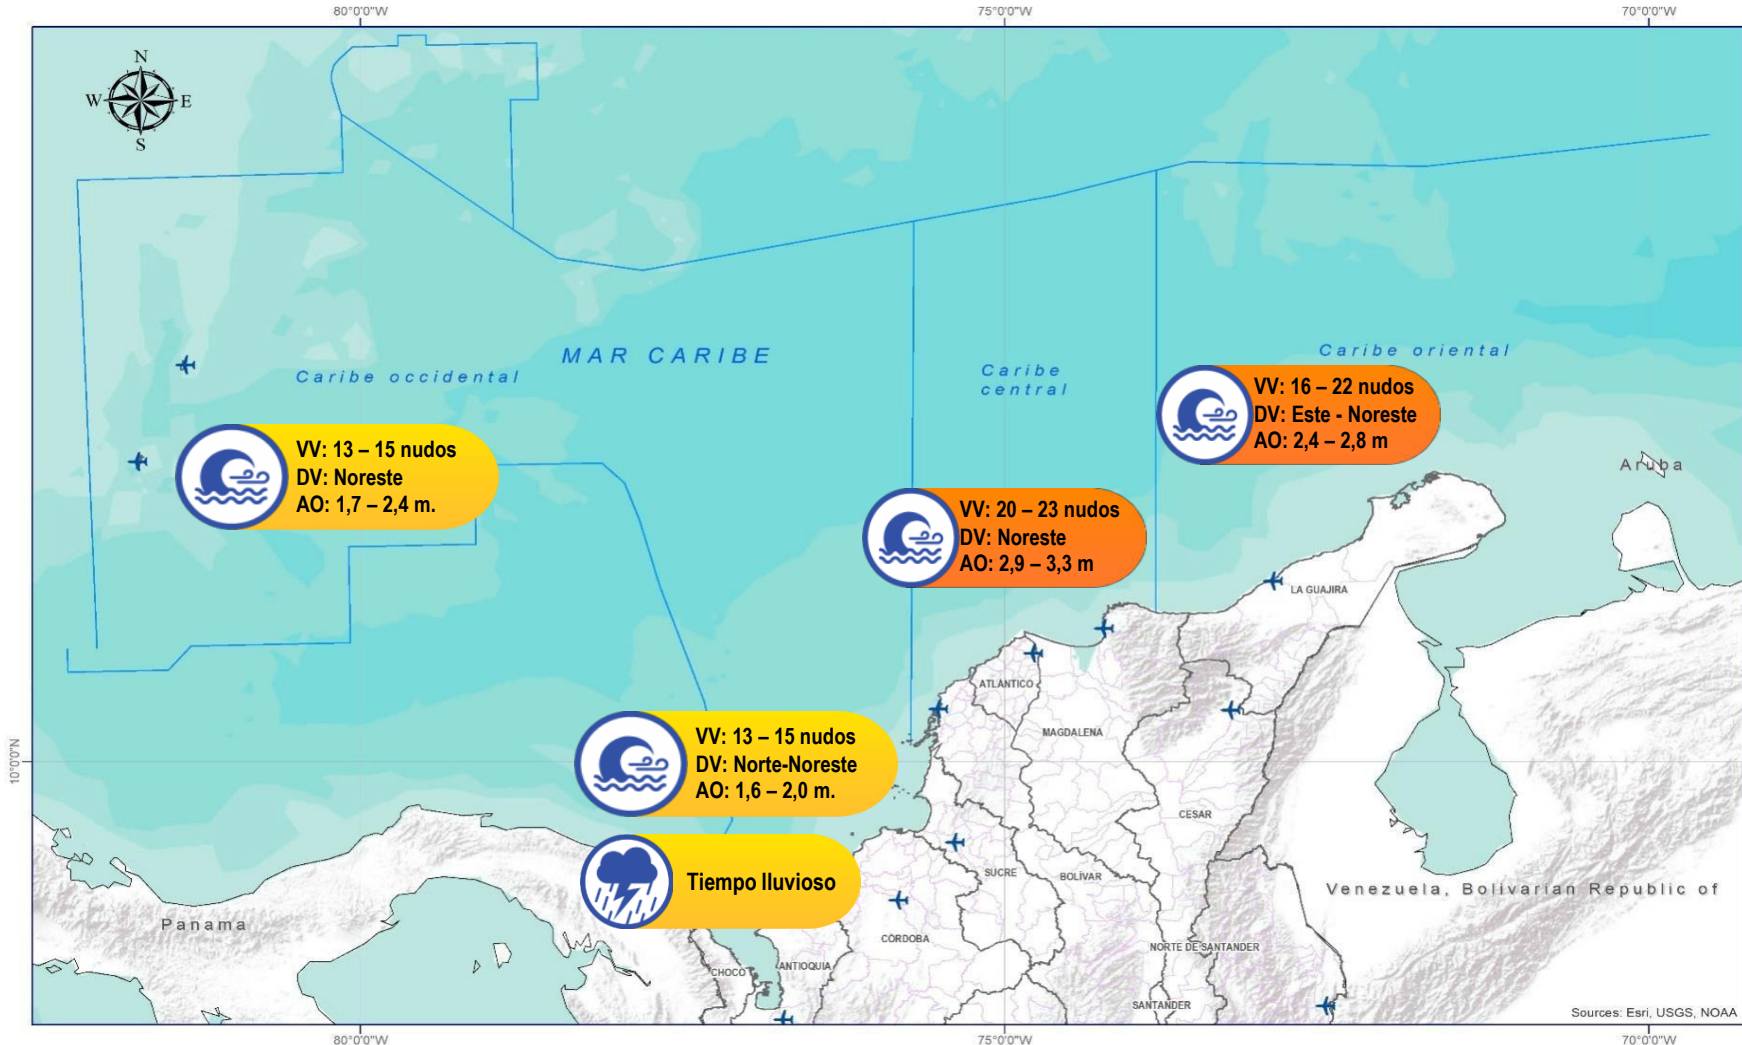 80°0'0"W
75°0'0"W
70°0'0"W
N
W
E
S
MAR CARIBE
Caribe occidental
Caribe
central
Caribe oriental
VV: 16 – 22 nudos
DV: Este - Noreste
AO: 2,4 – 2,8 m
VV: 13 – 15 nudos
DV: Noreste
AO: 1,7 – 2,4 m.
Aruba
VV: 20 – 23 nudos
DV: Noreste
AO: 2,9 – 3,3 m
LA GUAJIRA
ATLÁNTICO
MAGDALENA
10°0'0"N
VV: 13 – 15 nudos
DV: Norte-Noreste
AO: 1,6 – 2,0 m.
CESAR
Tiempo lluvioso
SUCRE
BOLÍVAR
Venezuela, Bolivarian Republic of
Panama
CÓRDOBA
NORTE DE SANTANDER
CHOCÓ
ANTIOQUIA
SANTANDER
Sources: Esri, USGS, NOAA
80°0'0"W
75°0'0"W
70°0'0"W